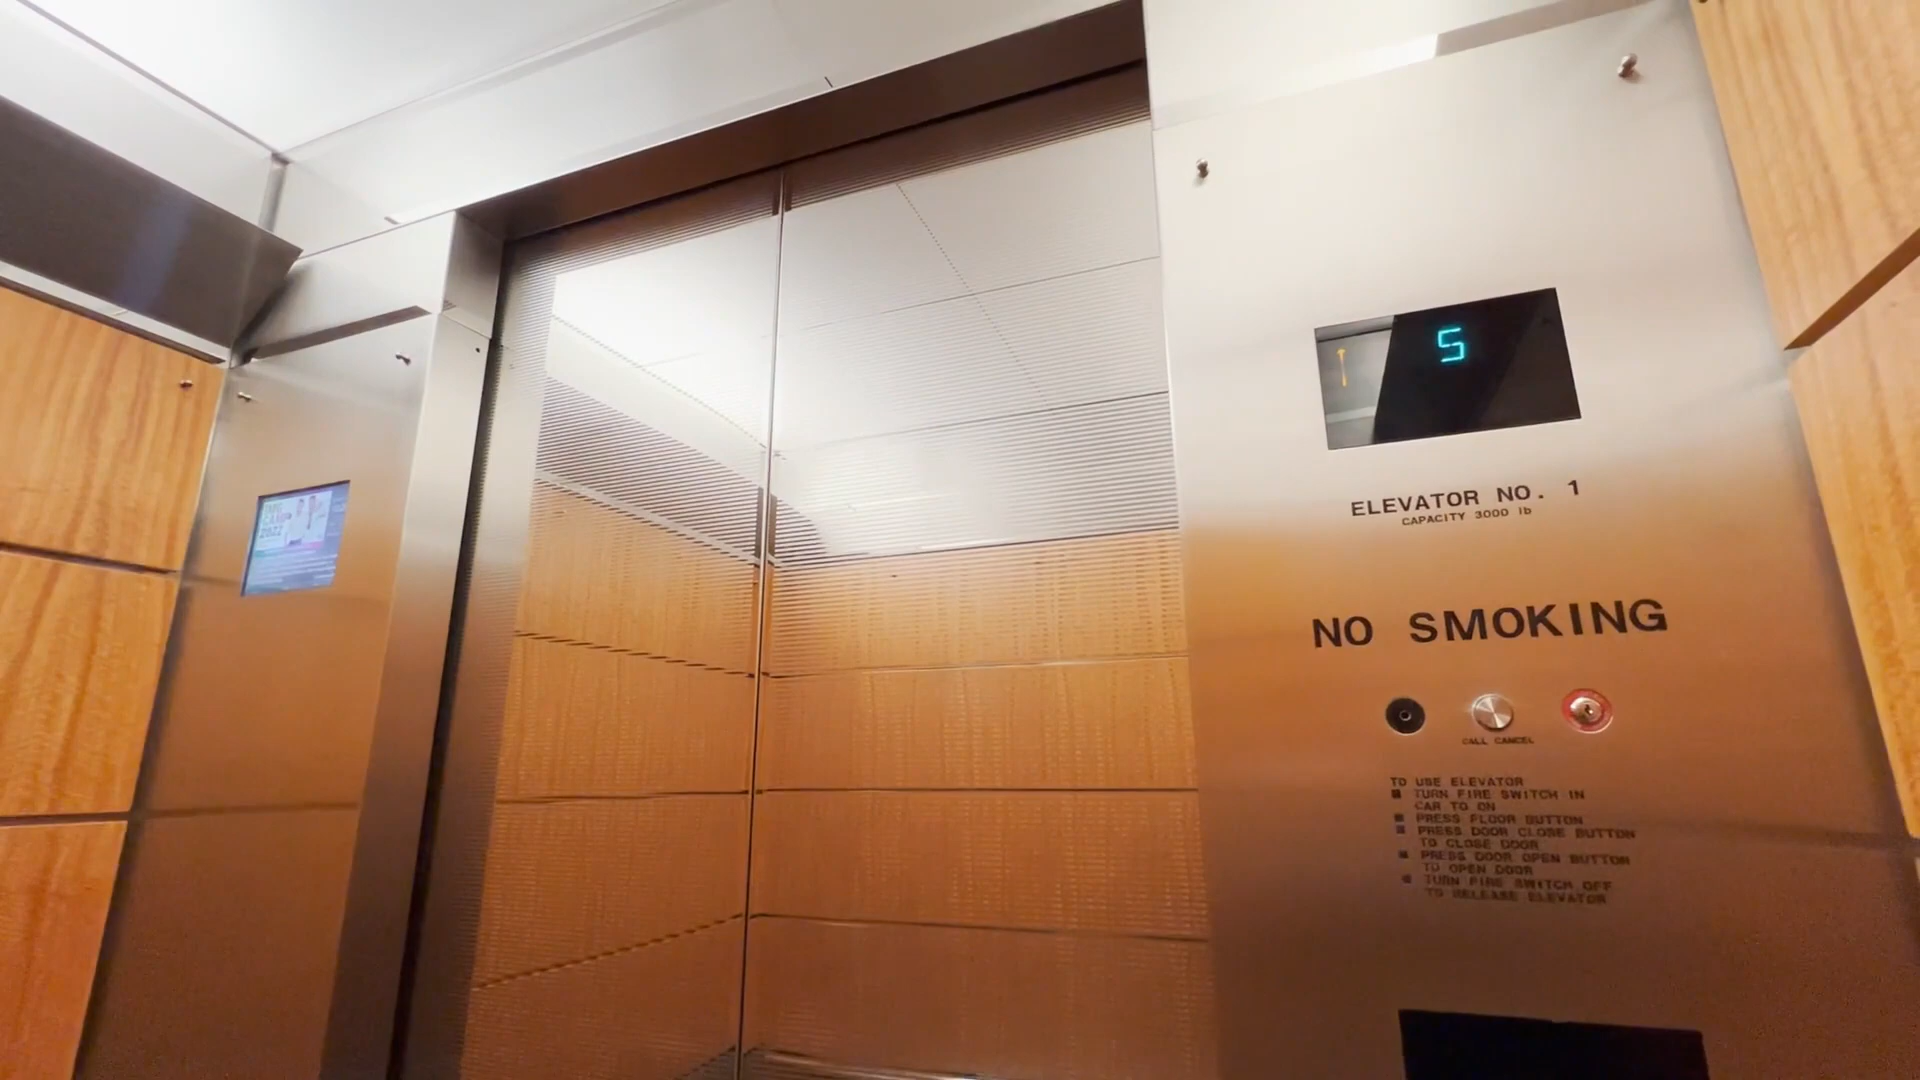 5
ELEVATOR NO. 1
CAPACITY 3000 lb
NO SMOKING
CALL CANCEL
TO USE ELEVATOR
■ TURN FIRE SWITCH IN
CAR TO ON
■ PRESS FLOOR BUTTON
■ PRESS DOOR CLOSE BUTTON
TO CLOSE DOOR
■ PRESS DOOR OPEN BUTTON
TO OPEN DOOR
■ TURN FIRE SWITCH OFF
TO RELEASE ELEVATOR
2022